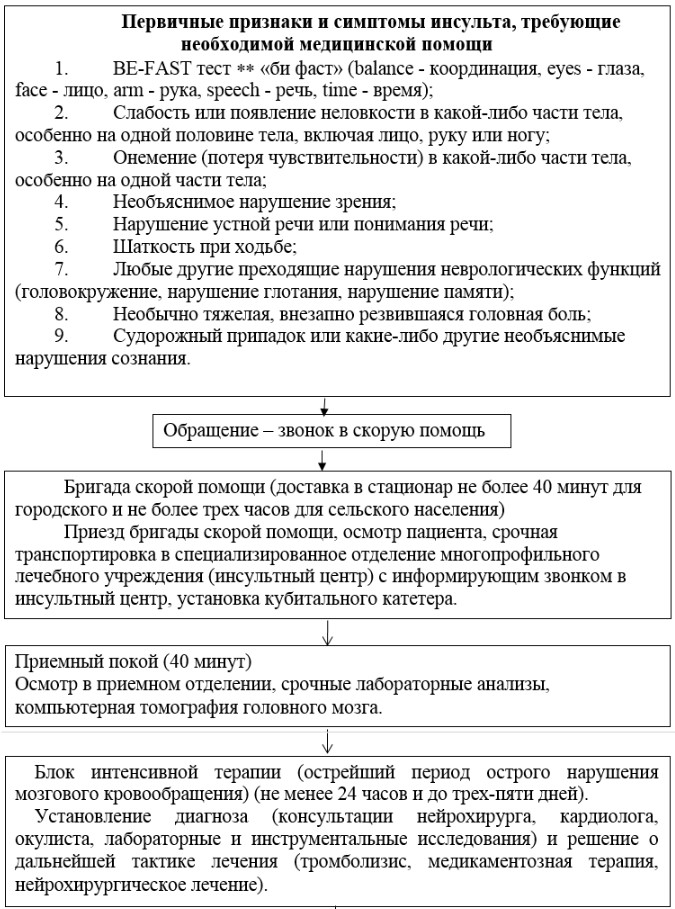 Первичные признаки и симптомы инсульта, требующие
необходимой медицинской помощи
1. BE-FAST тест ** «би фаст» (balance - координация, eyes - глаза,
face - лицо, arm - рука, speech - речь, time - время);
2. Слабость или появление неловкости в какой-либо части тела,
особенно на одной половине тела, включая лицо, руку или ногу;
3. Онемение (потеря чувствительности) в какой-либо части тела,
особенно на одной части тела;
4. Необъяснимое нарушение зрения;
5. Нарушение устной речи или понимания речи;
6. Шаткость при ходьбе;
7. Любые другие преходящие нарушения неврологических функций
(головокружение, нарушение глотания, нарушение памяти);
8. Необычно тяжелая, внезапно резвившаяся головная боль;
9. Судорожный припадок или какие-либо другие необъяснимые
нарушения сознания.
Обращение – звонок в скорую помощь
Бригада скорой помощи (доставка в стационар не более 40 минут для
городского и не более трех часов для сельского населения)
Приезд бригады скорой помощи, осмотр пациента, срочная
транспортировка в специализированное отделение многопрофильного
лечебного учреждения (инсультный центр) с информирующим звонком в
инсультный центр, установка кубитального катетера.
Приемный покой (40 минут)
Осмотр в приемном отделении, срочные лабораторные анализы,
компьютерная томография головного мозга.
Блок интенсивной терапии (острейший период острого нарушения
мозгового кровообращения) (не менее 24 часов и до трех-пяти дней).
Установление диагноза (консультации нейрохирурга, кардиолога,
окулиста, лабораторные и инструментальные исследования) и решение о
дальнейшей тактике лечения (тромболизис, медикаментозная терапия,
нейрохирургическое лечение).